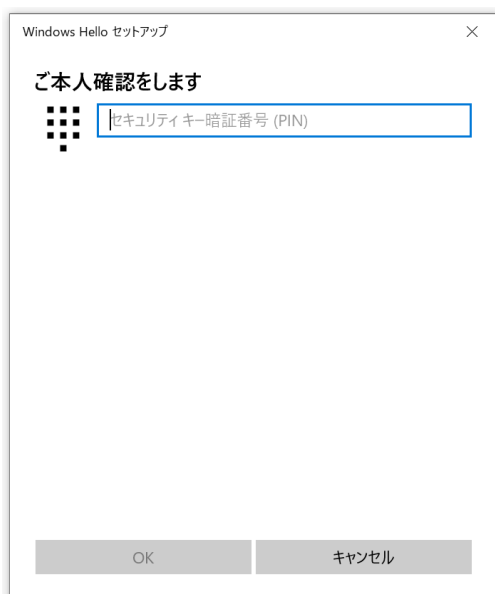 Windows Hello セットアップ
ご本人確認をします
セキュリティ キー暗証番号 (PIN)
OK
キャンセル